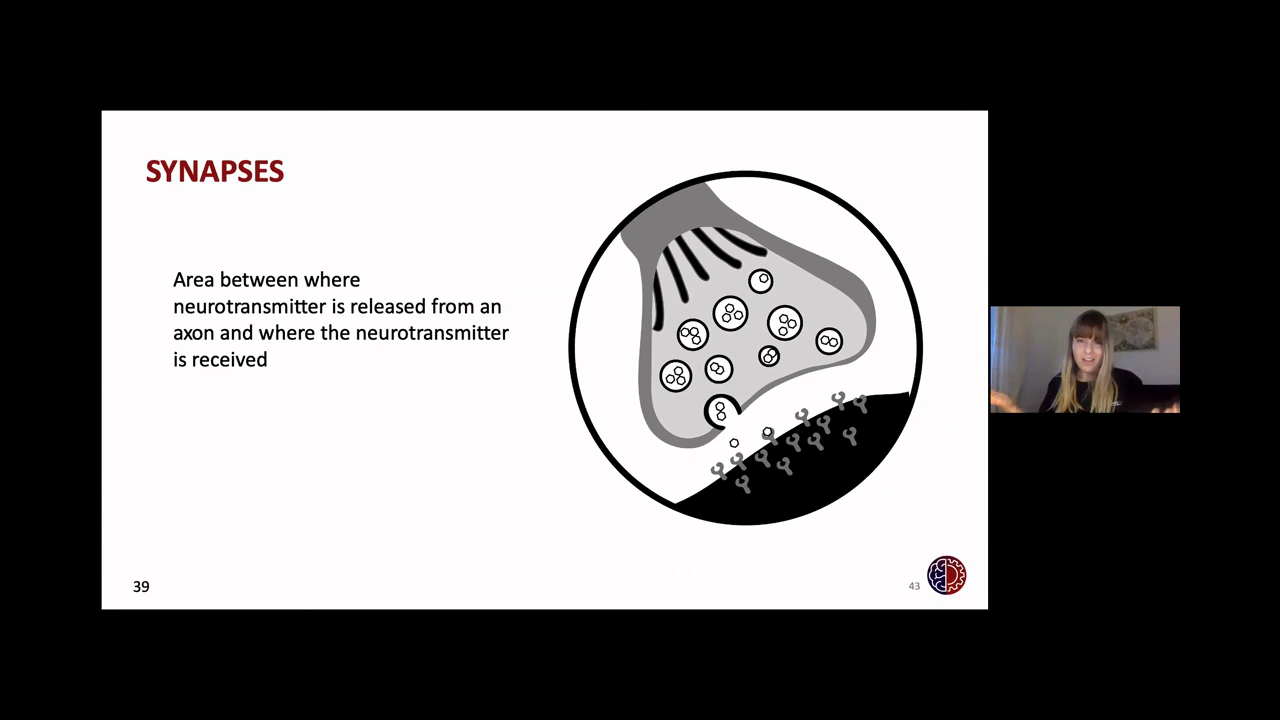 SYNAPSES
Area between where
neurotransmitter is released from an
axon and where the neurotransmitter
is received
39
43